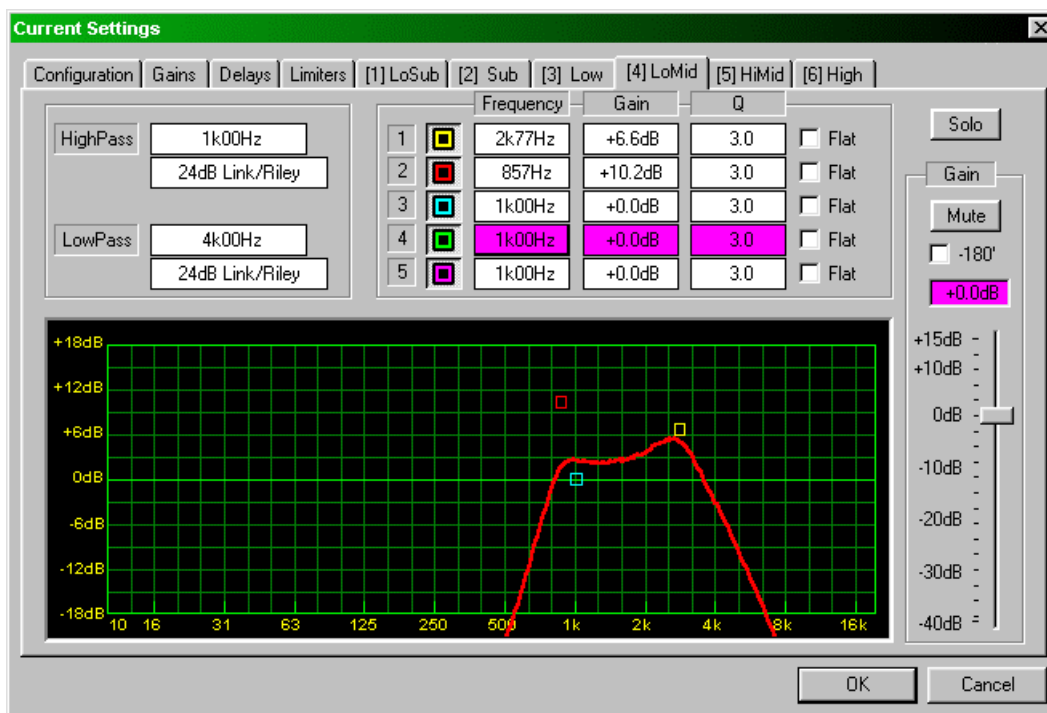 Current Settings
Configuration Gains Delays Limiters [1] LoSub [2] Sub [3] Low [4] LoMid [5] HiMid [6] High
HighPass 1k00Hz
24dB Link/Riley
LowPass 4k00Hz
24dB Link/Riley
Frequency Gain Q
1 2k77Hz +6.6dB 3.0 Flat
2 857Hz +10.2dB 3.0 Flat
3 1k00Hz +0.0dB 3.0 Flat
4 1k00Hz +0.0dB 3.0 Flat
5 1k00Hz +0.0dB 3.0 Flat
Solo
Gain
Mute
-180'
+0.0dB
+15dB
+10dB
0dB
-10dB
-20dB
-30dB
-40dB
+18dB
+12dB
+6dB
0dB
-6dB
-12dB
-18dB
10 16 31 63 125 250 500 1k 2k 4k 8k 16k
OK Cancel